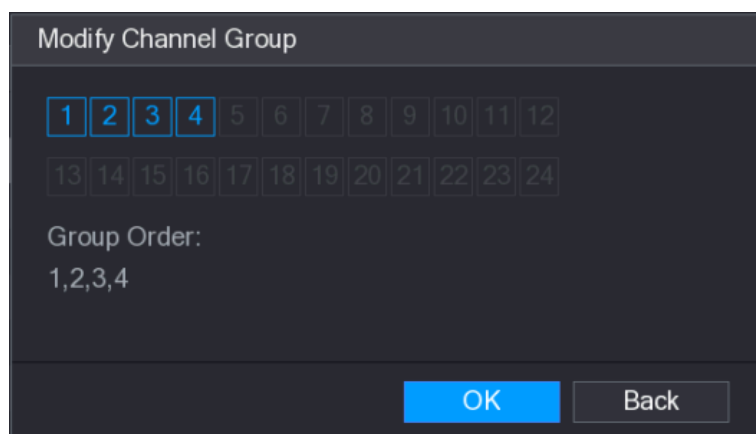 Modify Channel Group
1 2 3 4 5 6 7 8 9 10 11 12
13 14 15 16 17 18 19 20 21 22 23 24
Group Order:
1,2,3,4
OK Back